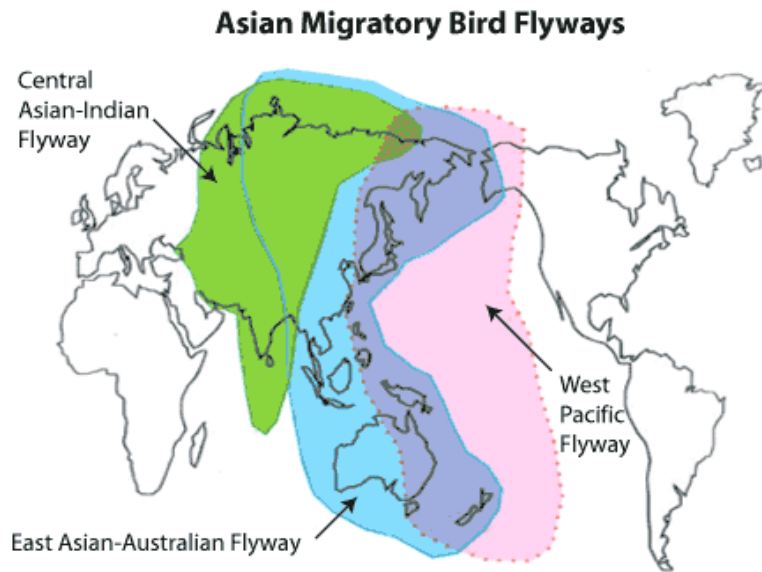 Asian Migratory Bird Flyways
Central
Asian-Indian
Flyway
West
Pacific
Flyway
East Asian-Australian Flyway